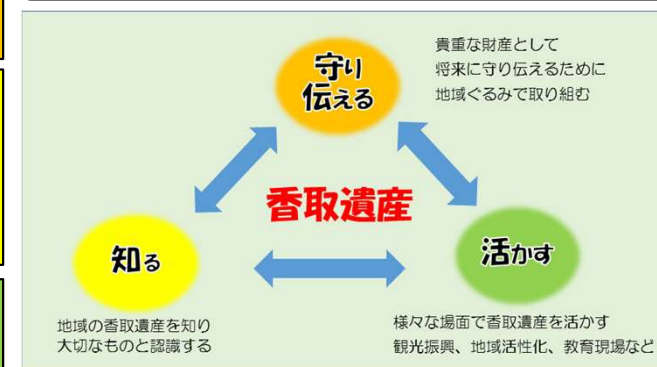 守り
伝える
貴重な財産として
将来に守り伝えるために
地域ぐるみで取り組む
香取遺産
知る
活かす
地域の香取遺産を知り
大切なものと認識する
様々な場面で香取遺産を活かす
観光振興、地域活性化、教育現場など